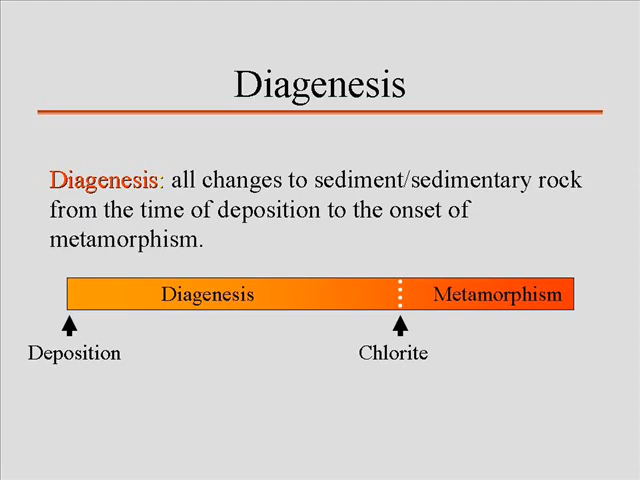 Diagenesis
Diagenesis: all changes to sediment/sedimentary rock
from the time of deposition to the onset of
metamorphism.
Diagenesis Metamorphism
Deposition Chlorite